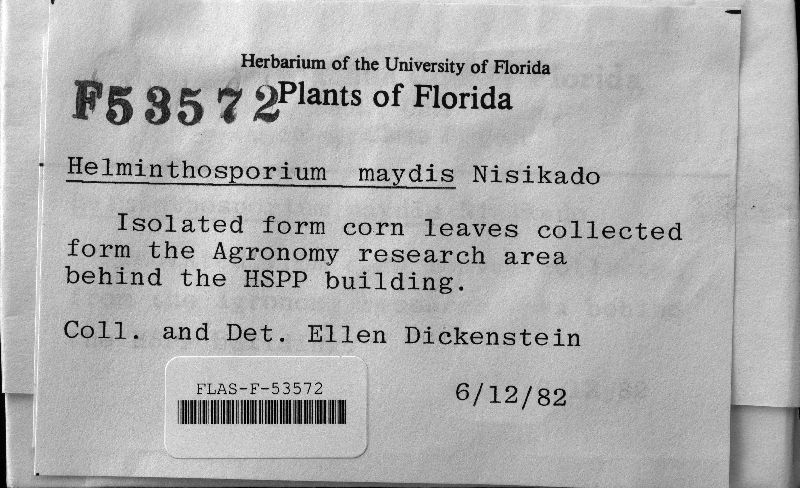 Herbarium of the University of Florida
F53572 Plants of Florida
Helminthosporium maydis Nisikado
Isolated form corn leaves collected
form the Agronomy research area
behind the HSPP building.
Coll. and Det. Ellen Dickenstein
FLAS-F-53572
6/12/82